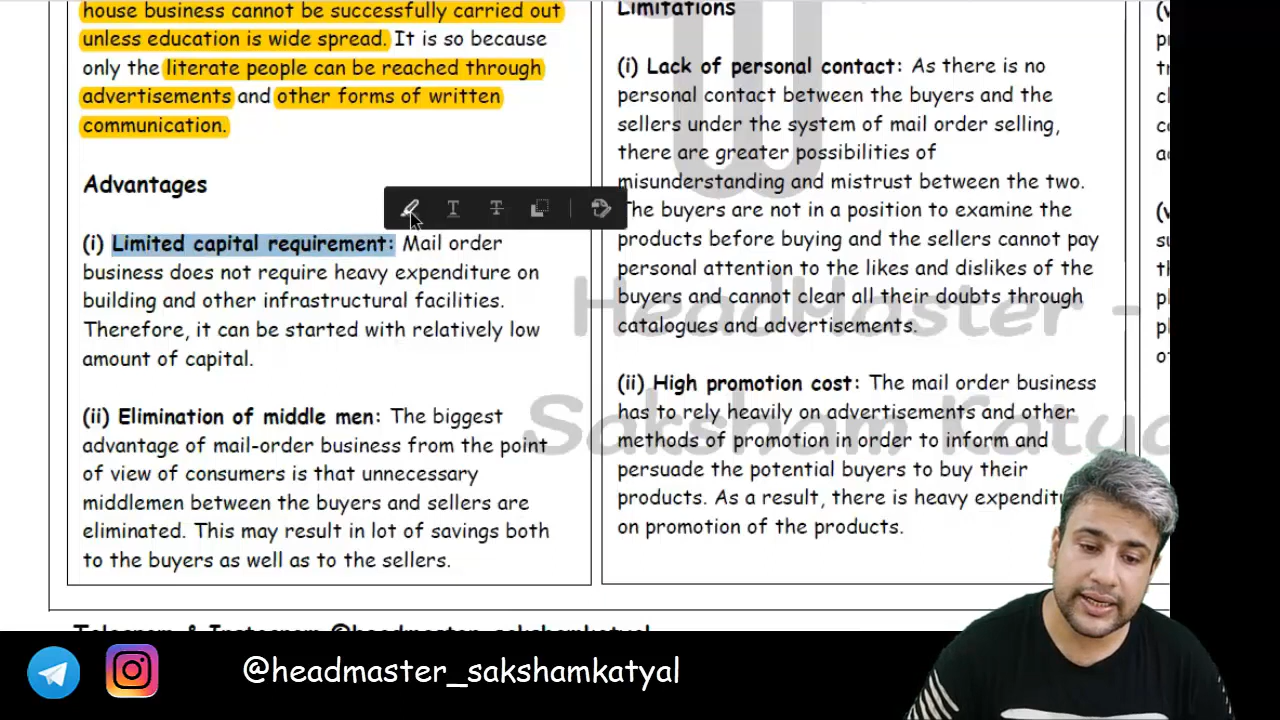 house business cannot be successfully carried out
unless education is wide spread. It is so because
only the literate people can be reached through
advertisements and other forms of written
communication.
Advantages
(i) Limited capital requirement: Mail order
business does not require heavy expenditure on
building and other infrastructural facilities.
Therefore, it can be started with relatively low
amount of capital.
(ii) Elimination of middle men: The biggest
advantage of mail-order business from the point
of view of consumers is that unnecessary
middlemen between the buyers and sellers are
eliminated. This may result in lot of savings both
to the buyers as well as to the sellers.
Limitations
(i) Lack of personal contact: As there is no
personal contact between the buyers and the
sellers under the system of mail order selling,
there are greater possibilities of
misunderstanding and mistrust between the two.
The buyers are not in a position to examine the
products before buying and the sellers cannot pay
personal attention to the likes and dislikes of the
buyers and cannot clear all their doubts through
catalogues and advertisements.
(ii) High promotion cost: The mail order business
has to rely heavily on advertisements and other
methods of promotion in order to inform and
persuade the potential buyers to buy their
products. As a result, there is heavy
on promotion of the products.
HeadMaster -
Saksham
Telegram & Instagram @headmaster_sakshamkatyal
@headmaster_sakshamkatyal